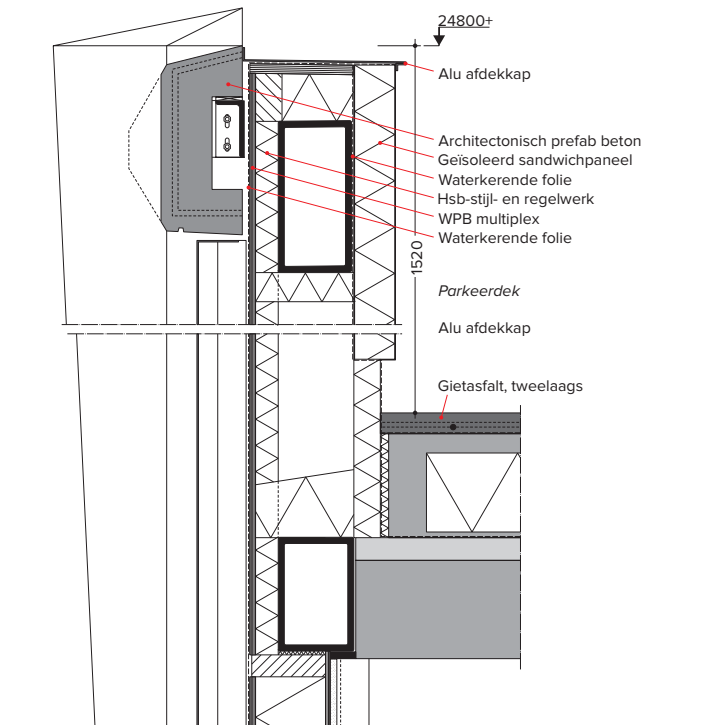 24800+
Alu afdekkap
Architectonisch prefab beton
Geïsoleerd sandwichpaneel
Waterkerende folie
Hsb-stijl- en regelwerk
WPB multiplex
Waterkerende folie
1520
Parkeerdek
Alu afdekkap
Gietasfalt, tweelaags